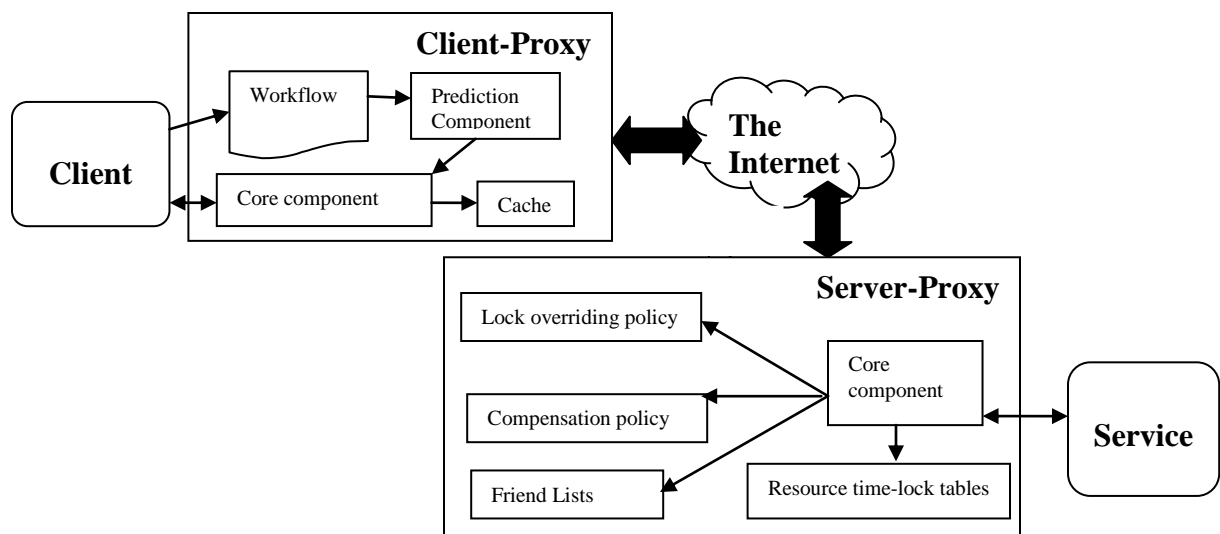 Client-Proxy
Workflow
Prediction
Component
The
Internet
Client
Core component
Cache
Server-Proxy
Lock overriding policy
Core
component
Compensation policy
Service
Friend Lists
Resource time-lock tables